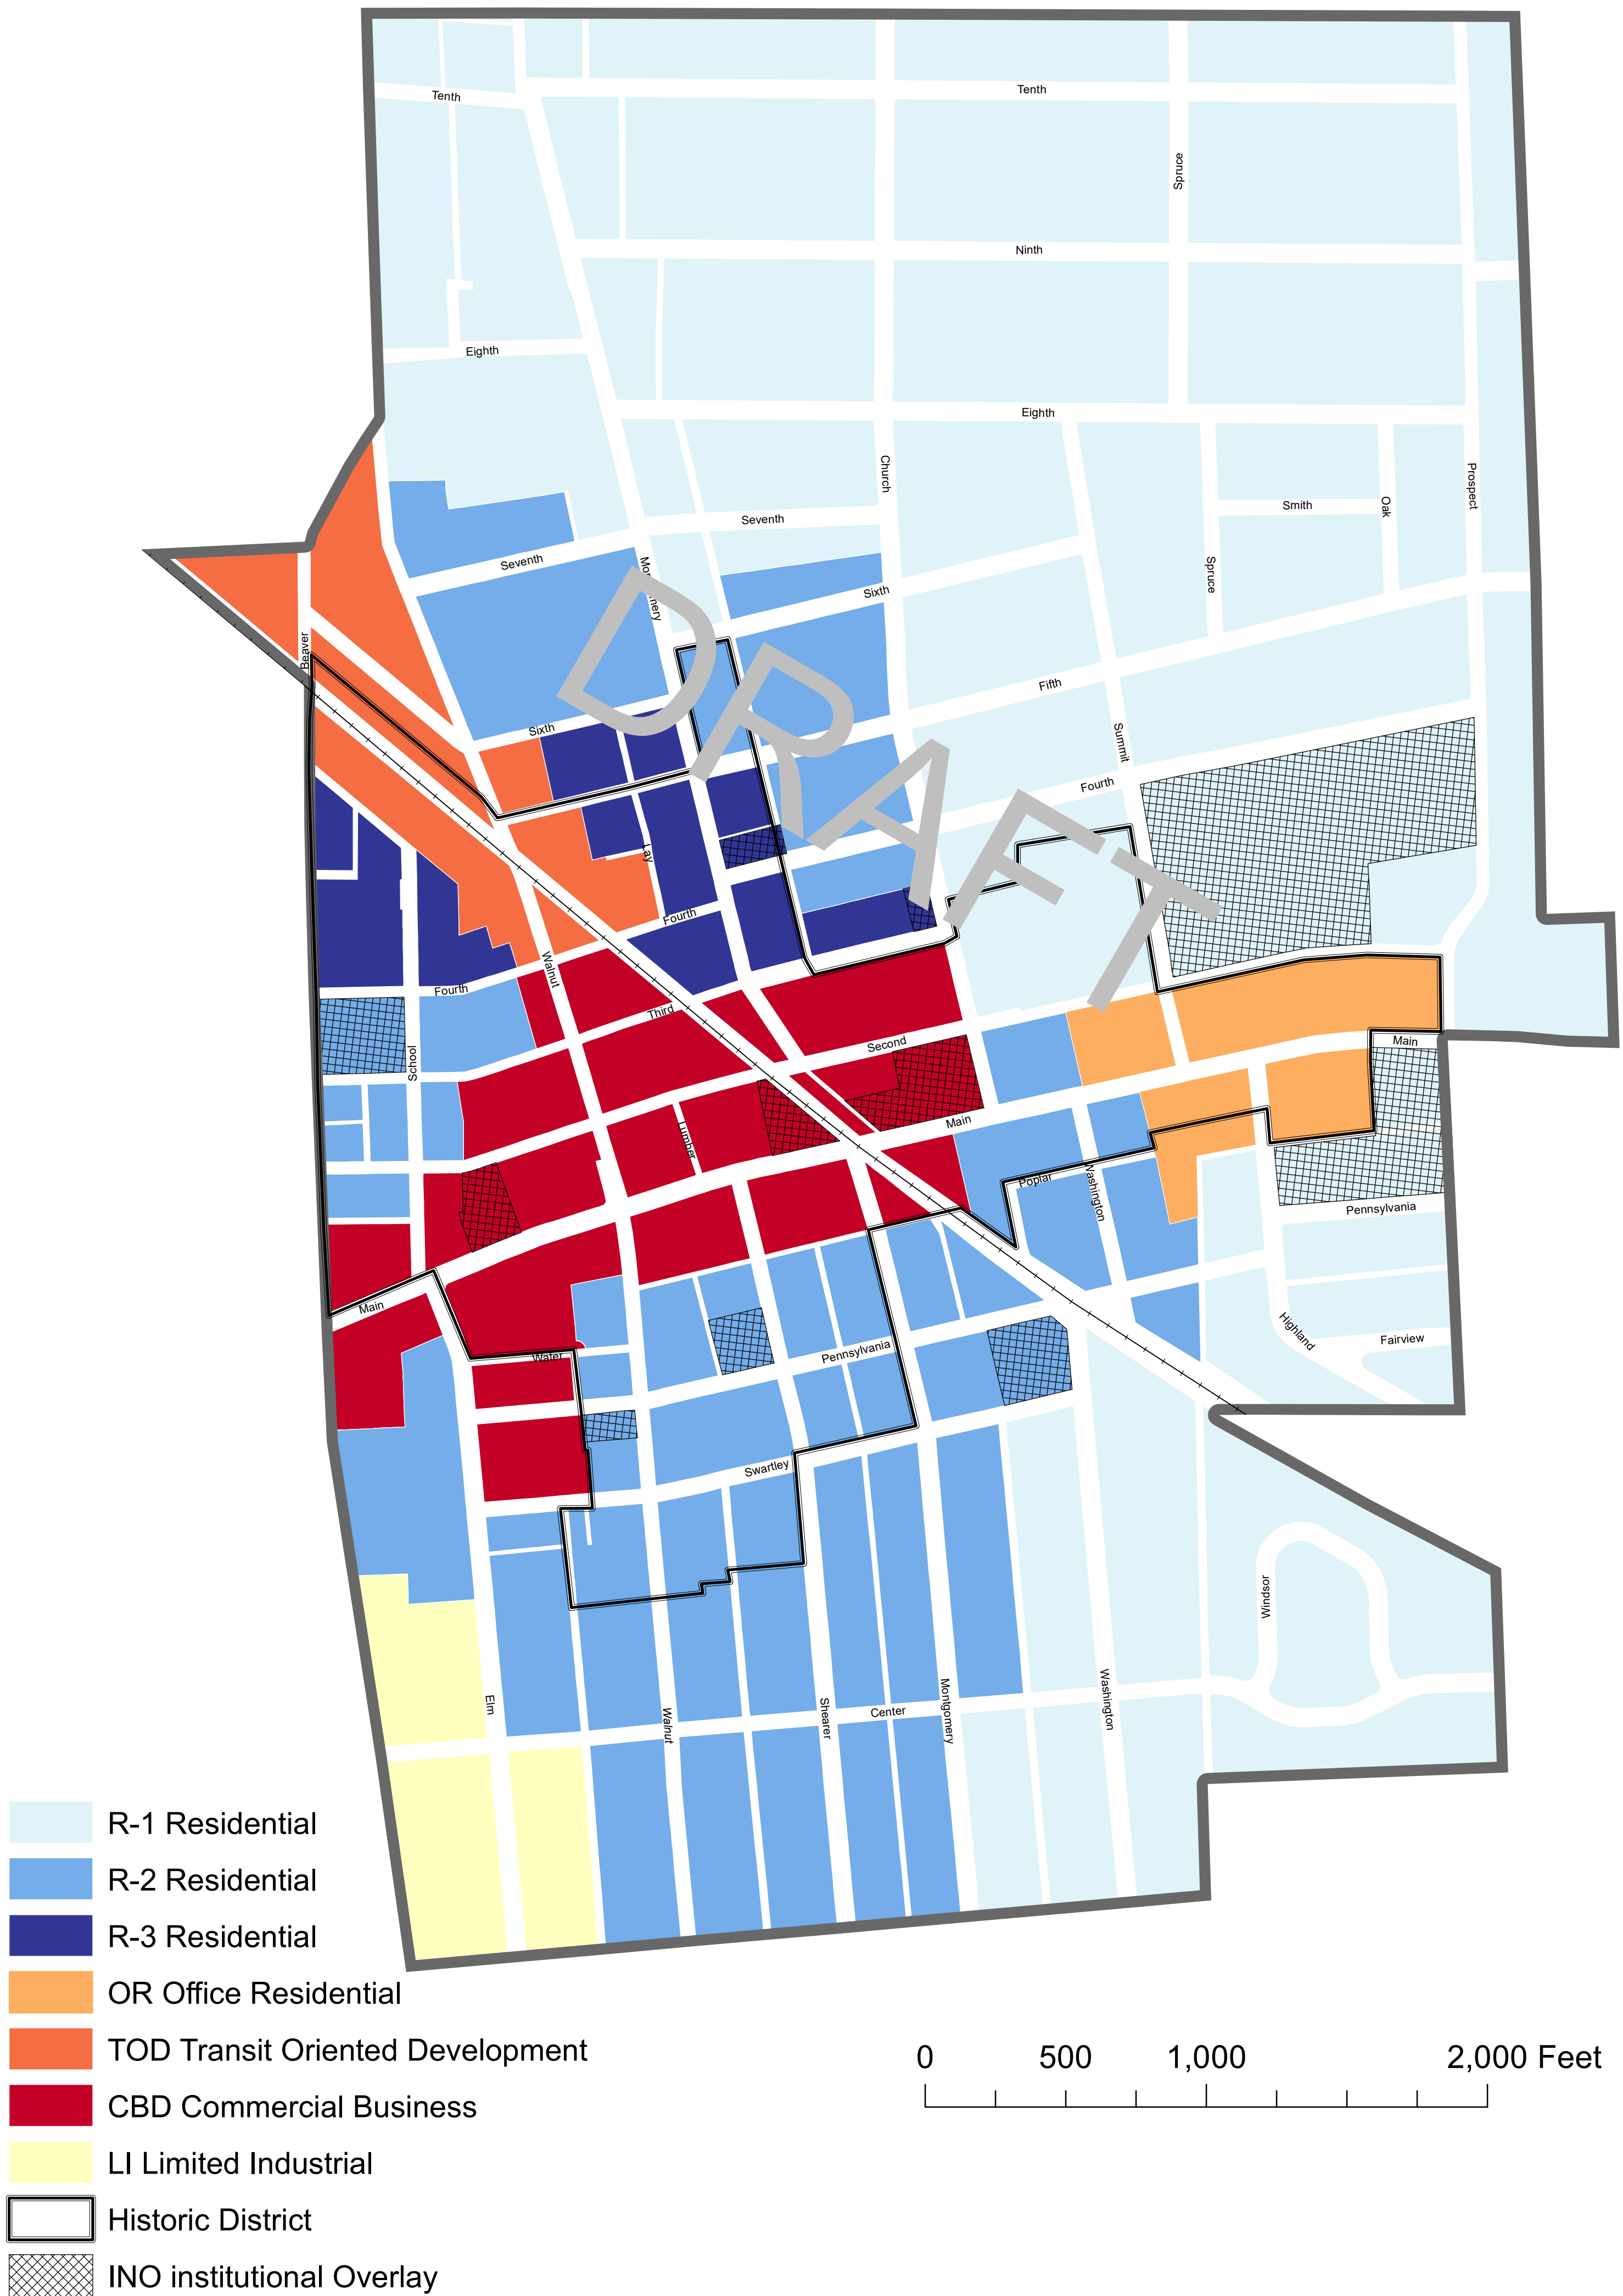 Tenth
Tenth
Spruce
Ninth
Eighth
Eighth
Church
Prospect
Smith
Oak
Seventh
Seventh
Spruce
Sixth
Beaver
Fifth
Summit
Sixth
DRAFT
Fourth
Lay
Fourth
Walnut
Fourth
Third
Second
School
Main
Main
Lumber
Poplar
Washington
Pennsylvania
Main
Highland
Fairview
Water
Pennsylvania
Swartley
Windsor
Elm
Walnut
Shearer
Center
Montgomery
Washington
R-1 Residential
R-2 Residential
R-3 Residential
OR Office Residential
TOD Transit Oriented Development
CBD Commercial Business
LI Limited Industrial
Historic District
INO institutional Overlay
0 500 1,000 2,000 Feet